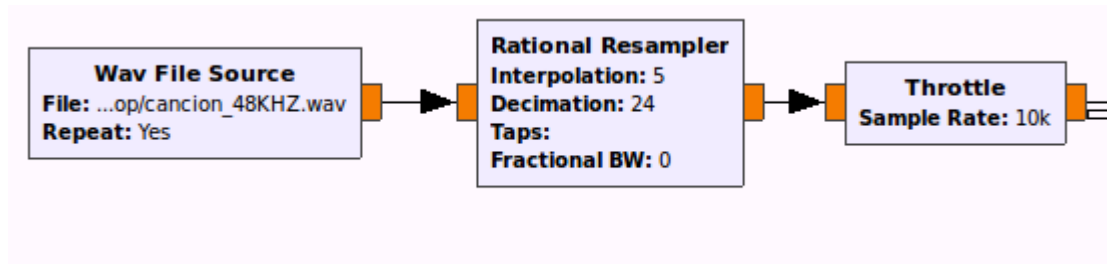 Wav File Source
File: ...op/cancion_48KHZ.wav
Repeat: Yes
Rational Resampler
Interpolation: 5
Decimation: 24
Taps:
Fractional BW: 0
Throttle
Sample Rate: 10k